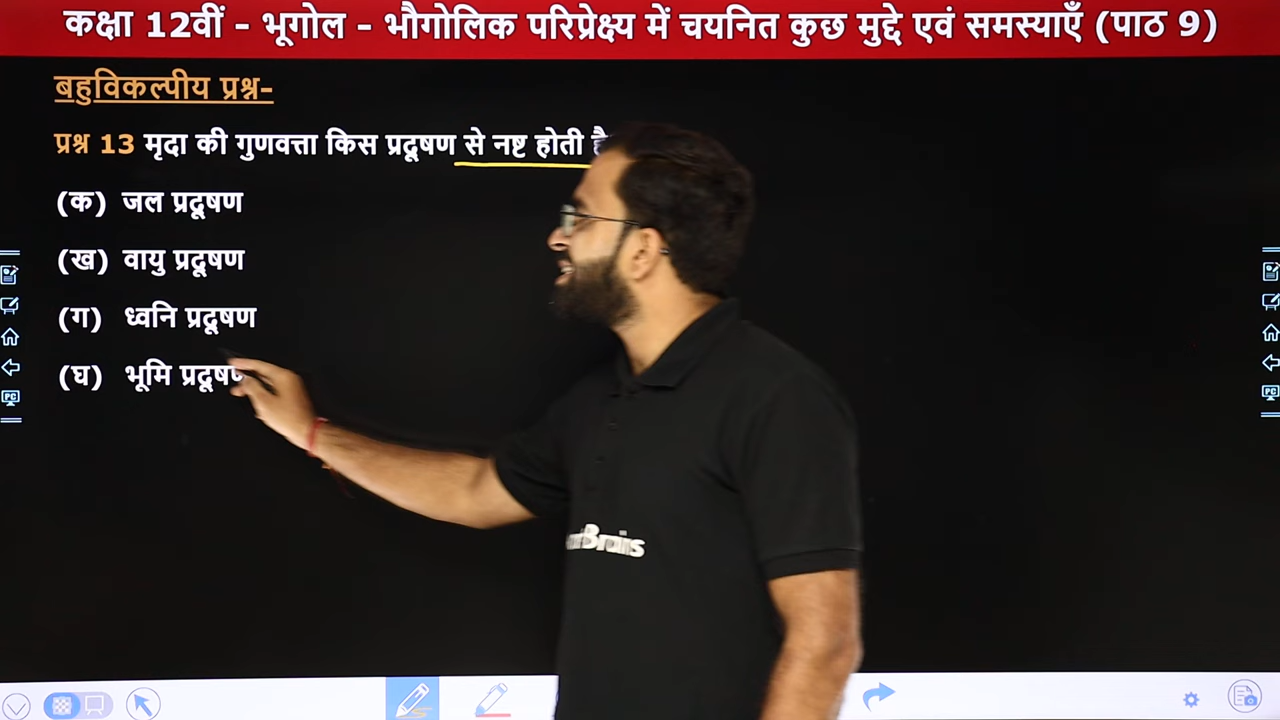 कक्षा 12वीं - भूगोल - भौगोलिक परिप्रेक्ष्य में चयनित कुछ मुद्दे एवं समस्याएँ (पाठ 9)
बहुविकल्पीय प्रश्न-
प्रश्न 13 मृदा की गुणवत्ता किस प्रदूषण से नष्ट होती
(क) जल प्रदूषण
(ख) वायु प्रदूषण
(ग) ध्वनि प्रदूषण
(घ) भूमि
Brains